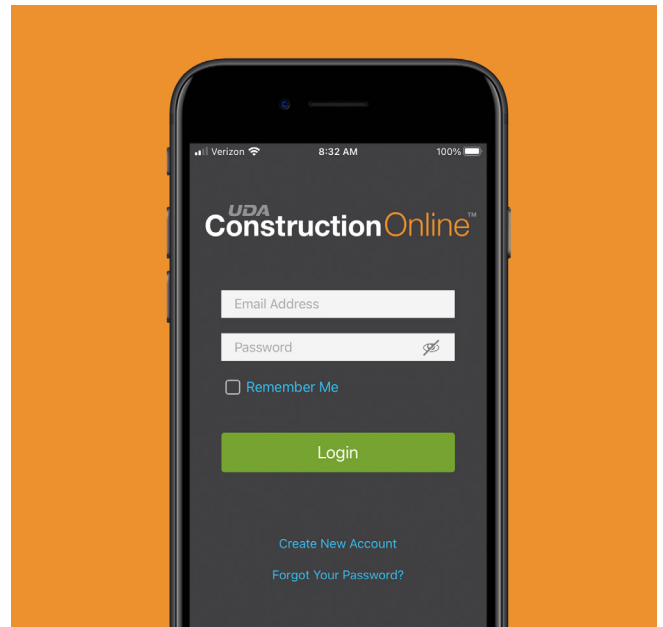 Verizon 8:32 AM 100%
UDA
ConstructionOnline™
Email Address
Password
Remember Me
Login
Create New Account
Forgot Your Password?